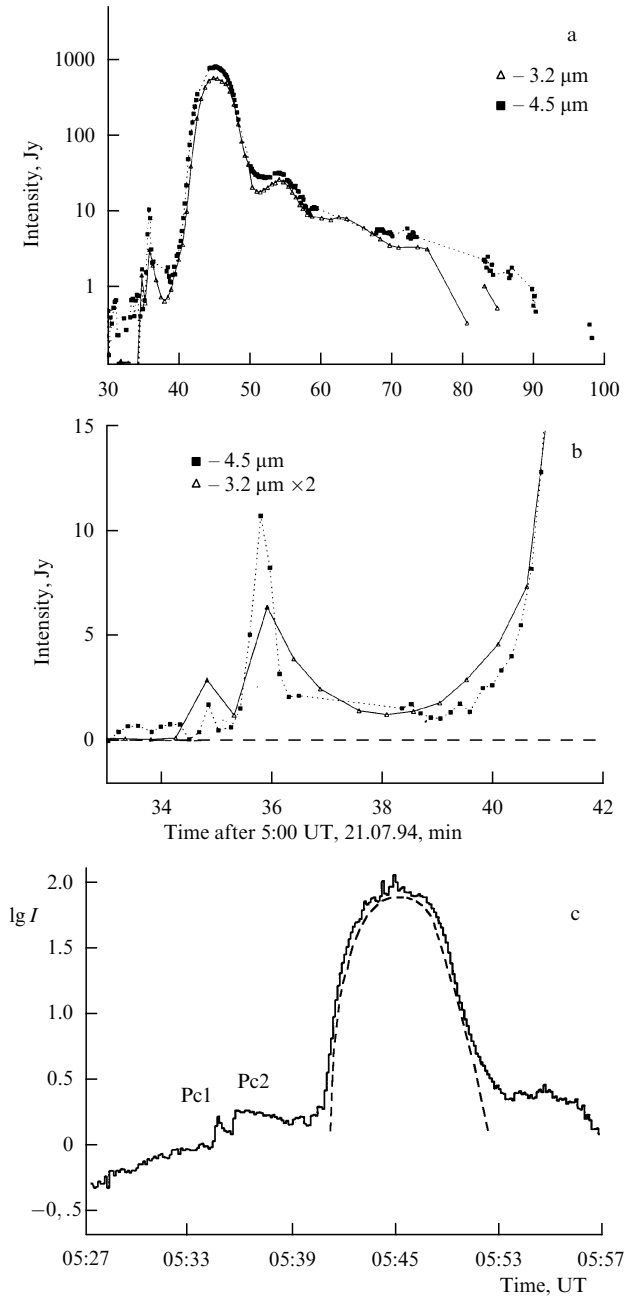 a
1000
△ – 3.2 μm
■ – 4.5 μm
100
Intensity, Jy
10
1
30 40 50 60 70 80 90 100
15
■ – 4.5 μm
b
△ – 3.2 μm ×2
10
Intensity, Jy
5
0
34 36 38 40 42
Time after 5:00 UT, 21.07.94, min
2.0
lg I
c
1.5
1.0
0.5
Pc1
Pc2
0
–0, .5
05:27 05:33 05:39 05:45 05:53 05:57
Time, UT